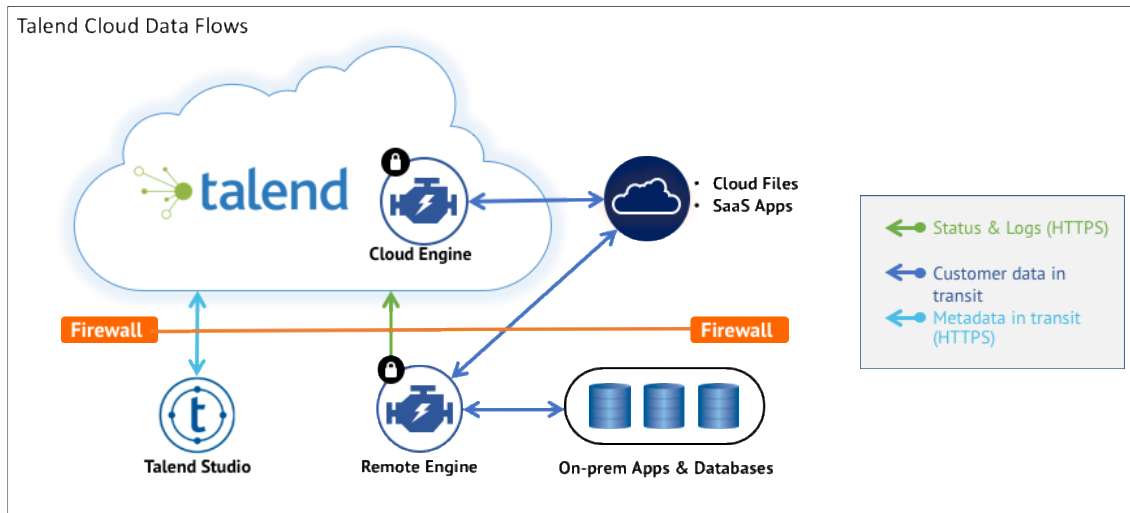 Talend Cloud Data Flows
talend
Cloud Engine
• Cloud Files
• SaaS Apps
Status & Logs (HTTPS)
Customer data in
transit
Metadata in transit
(HTTPS)
Firewall
Firewall
t
Talend Studio
Remote Engine
On-prem Apps & Databases